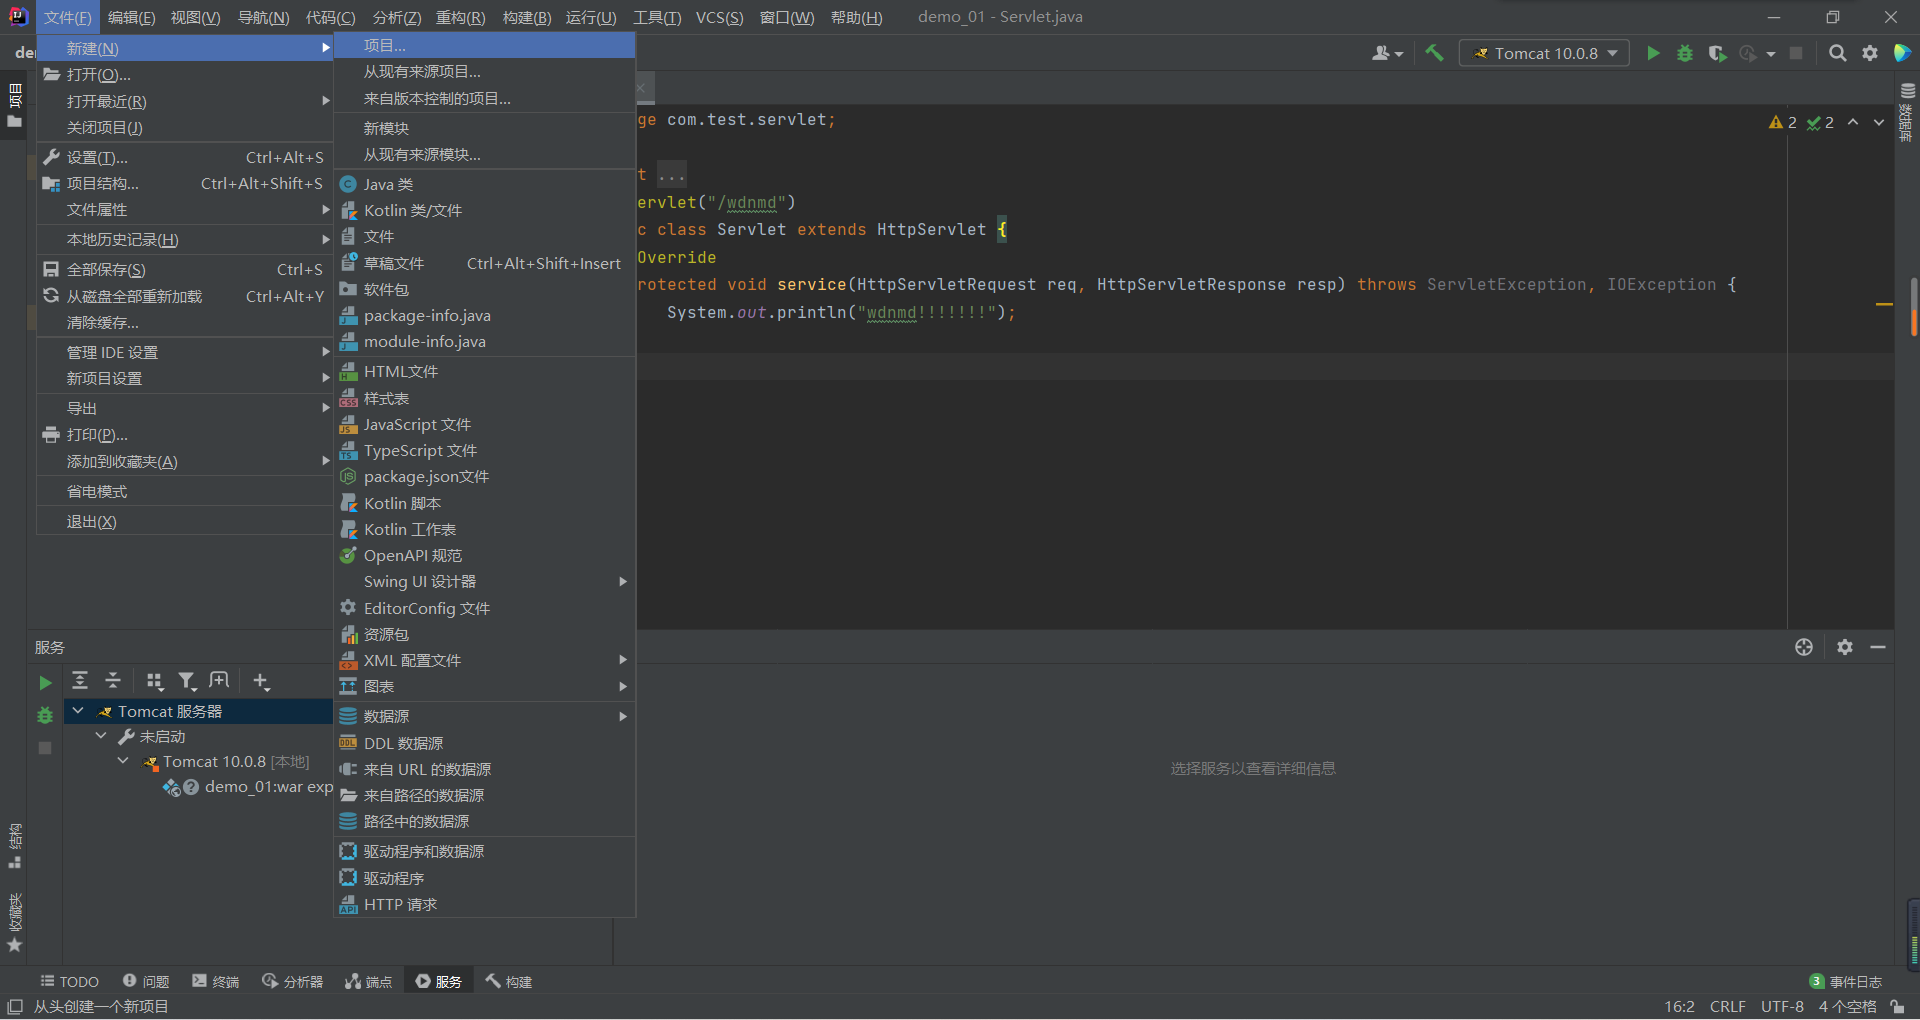 文件(F) 编辑(E) 视图(V) 导航(N) 代码(C) 分析(Z) 重构(R) 构建(B) 运行(U) 工具(T) VCS(S) 窗口(W) 帮助(H) demo_01 - Servlet.java
Tomcat 10.0.8
新建(N)
打开(O)...
打开最近(R)
关闭项目(J)
设置(T)... Ctrl+Alt+S
项目结构... Ctrl+Alt+Shift+S
文件属性
本地历史记录(H)
全部保存(S) Ctrl+S
从磁盘全部重新加载 Ctrl+Alt+Y
清除缓存...
管理 IDE 设置
新项目设置
导出
打印(P)...
添加到收藏夹(A)
省电模式
退出(X)
项目...
从现有来源项目...
来自版本控制的项目...
新模块
从现有来源模块...
Java 类
Kotlin 类/文件
文件
草稿文件 Ctrl+Alt+Shift+Insert
软件包
package-info.java
module-info.java
HTML文件
样式表
JavaScript 文件
TypeScript 文件
package.json文件
Kotlin 脚本
Kotlin 工作表
OpenAPI 规范
Swing UI 设计器
EditorConfig 文件
资源包
XML 配置文件
图表
数据源
DDL 数据源
来自 URL 的数据源
来自路径的数据源
路径中的数据源
驱动程序和数据源
驱动程序
HTTP 请求
ge com.test.servlet;
t ...
ervlet("/wdnmd")
c class Servlet extends HttpServlet {
Override
rotected void service(HttpServletRequest req, HttpServletResponse resp) throws ServletException, IOException {
System.out.println("wdnmd!!!!!!!");
2 2
项目
数据库
结构
收藏夹
服务
Tomcat 服务器
未启动
Tomcat 10.0.8 [本地]
demo_01:war exp
选择服务以查看详细信息
TODO 问题 终端 分析器 端点 服务 构建 3 事件日志
从头创建一个新项目 16:2 CRLF UTF-8 4 个空格